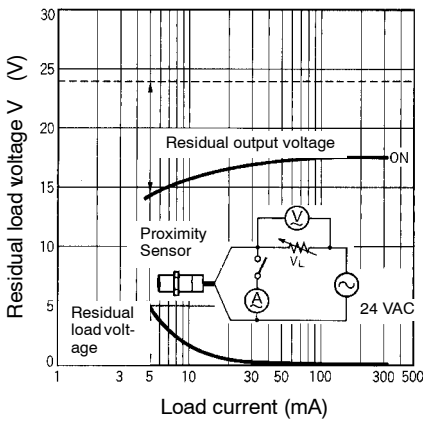 Residual load voltage V (V)
30
25
20
15
10
5
0
Residual output voltage
ON
Proximity
Sensor
V
VL
A
24 VAC
Residual
load volt-
age
1
3
5
10
30
50
100
300
500
Load current (mA)